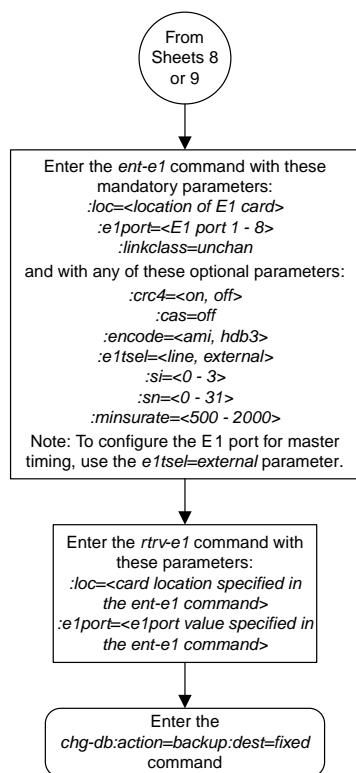 From
Sheets 8
or 9
Enter the ent-e1 command with these
mandatory parameters:
:loc=<location of E1 card>
:e1port=<E1 port 1 - 8>
:linkclass=unchan
and with any of these optional parameters:
:crc4=<on, off>
:cas=off
:encode=<ami, hdb3>
:e1tsel=<line, external>
:si=<0 - 3>
:sn=<0 - 31>
:minsurate=<500 - 2000>
Note: To configure the E1 port for master
timing, use the e1tsel=external parameter.
Enter the rtrv-e1 command with
these parameters:
:loc=<card location specified in
the ent-e1 command>
:e1port=<e1port value specified in
the ent-e1 command>
Enter the
chg-db:action=backup:dest=fixed
command